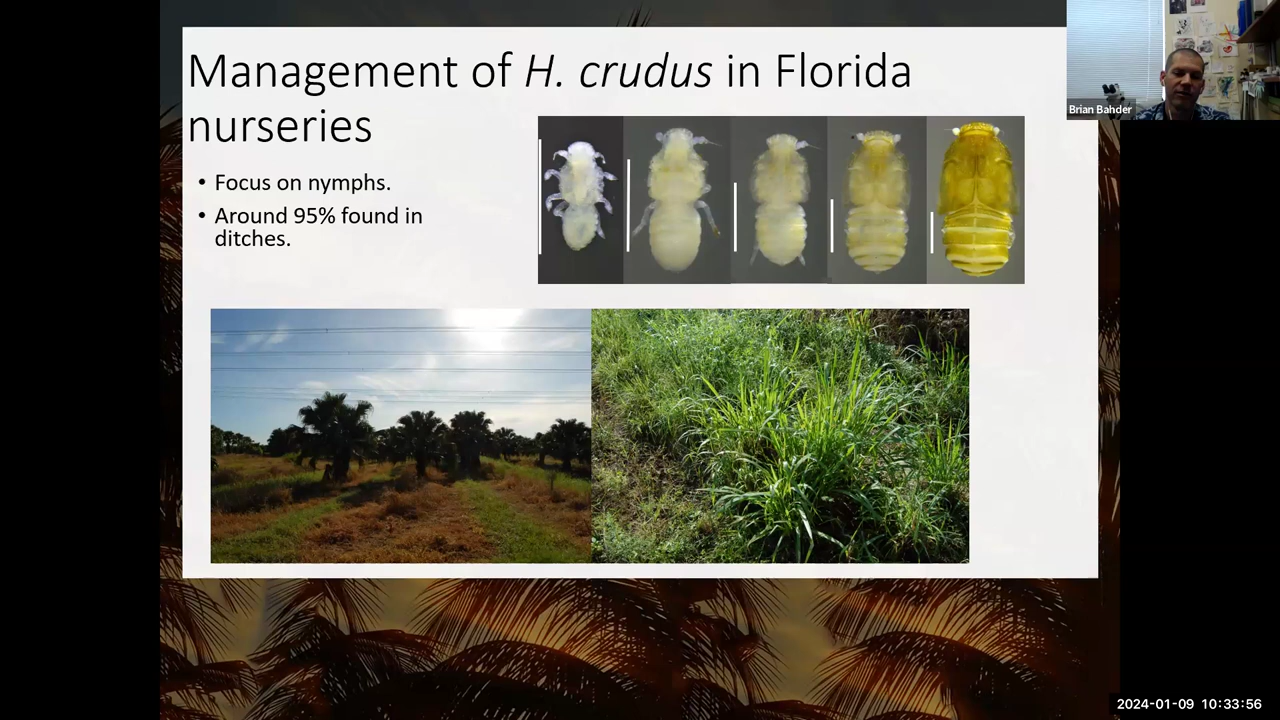 Management of H. crudus in Florida
nurseries
• Focus on nymphs.
• Around 95% found in
ditches.
Brian Bahder
2024-01-09 10:33:56